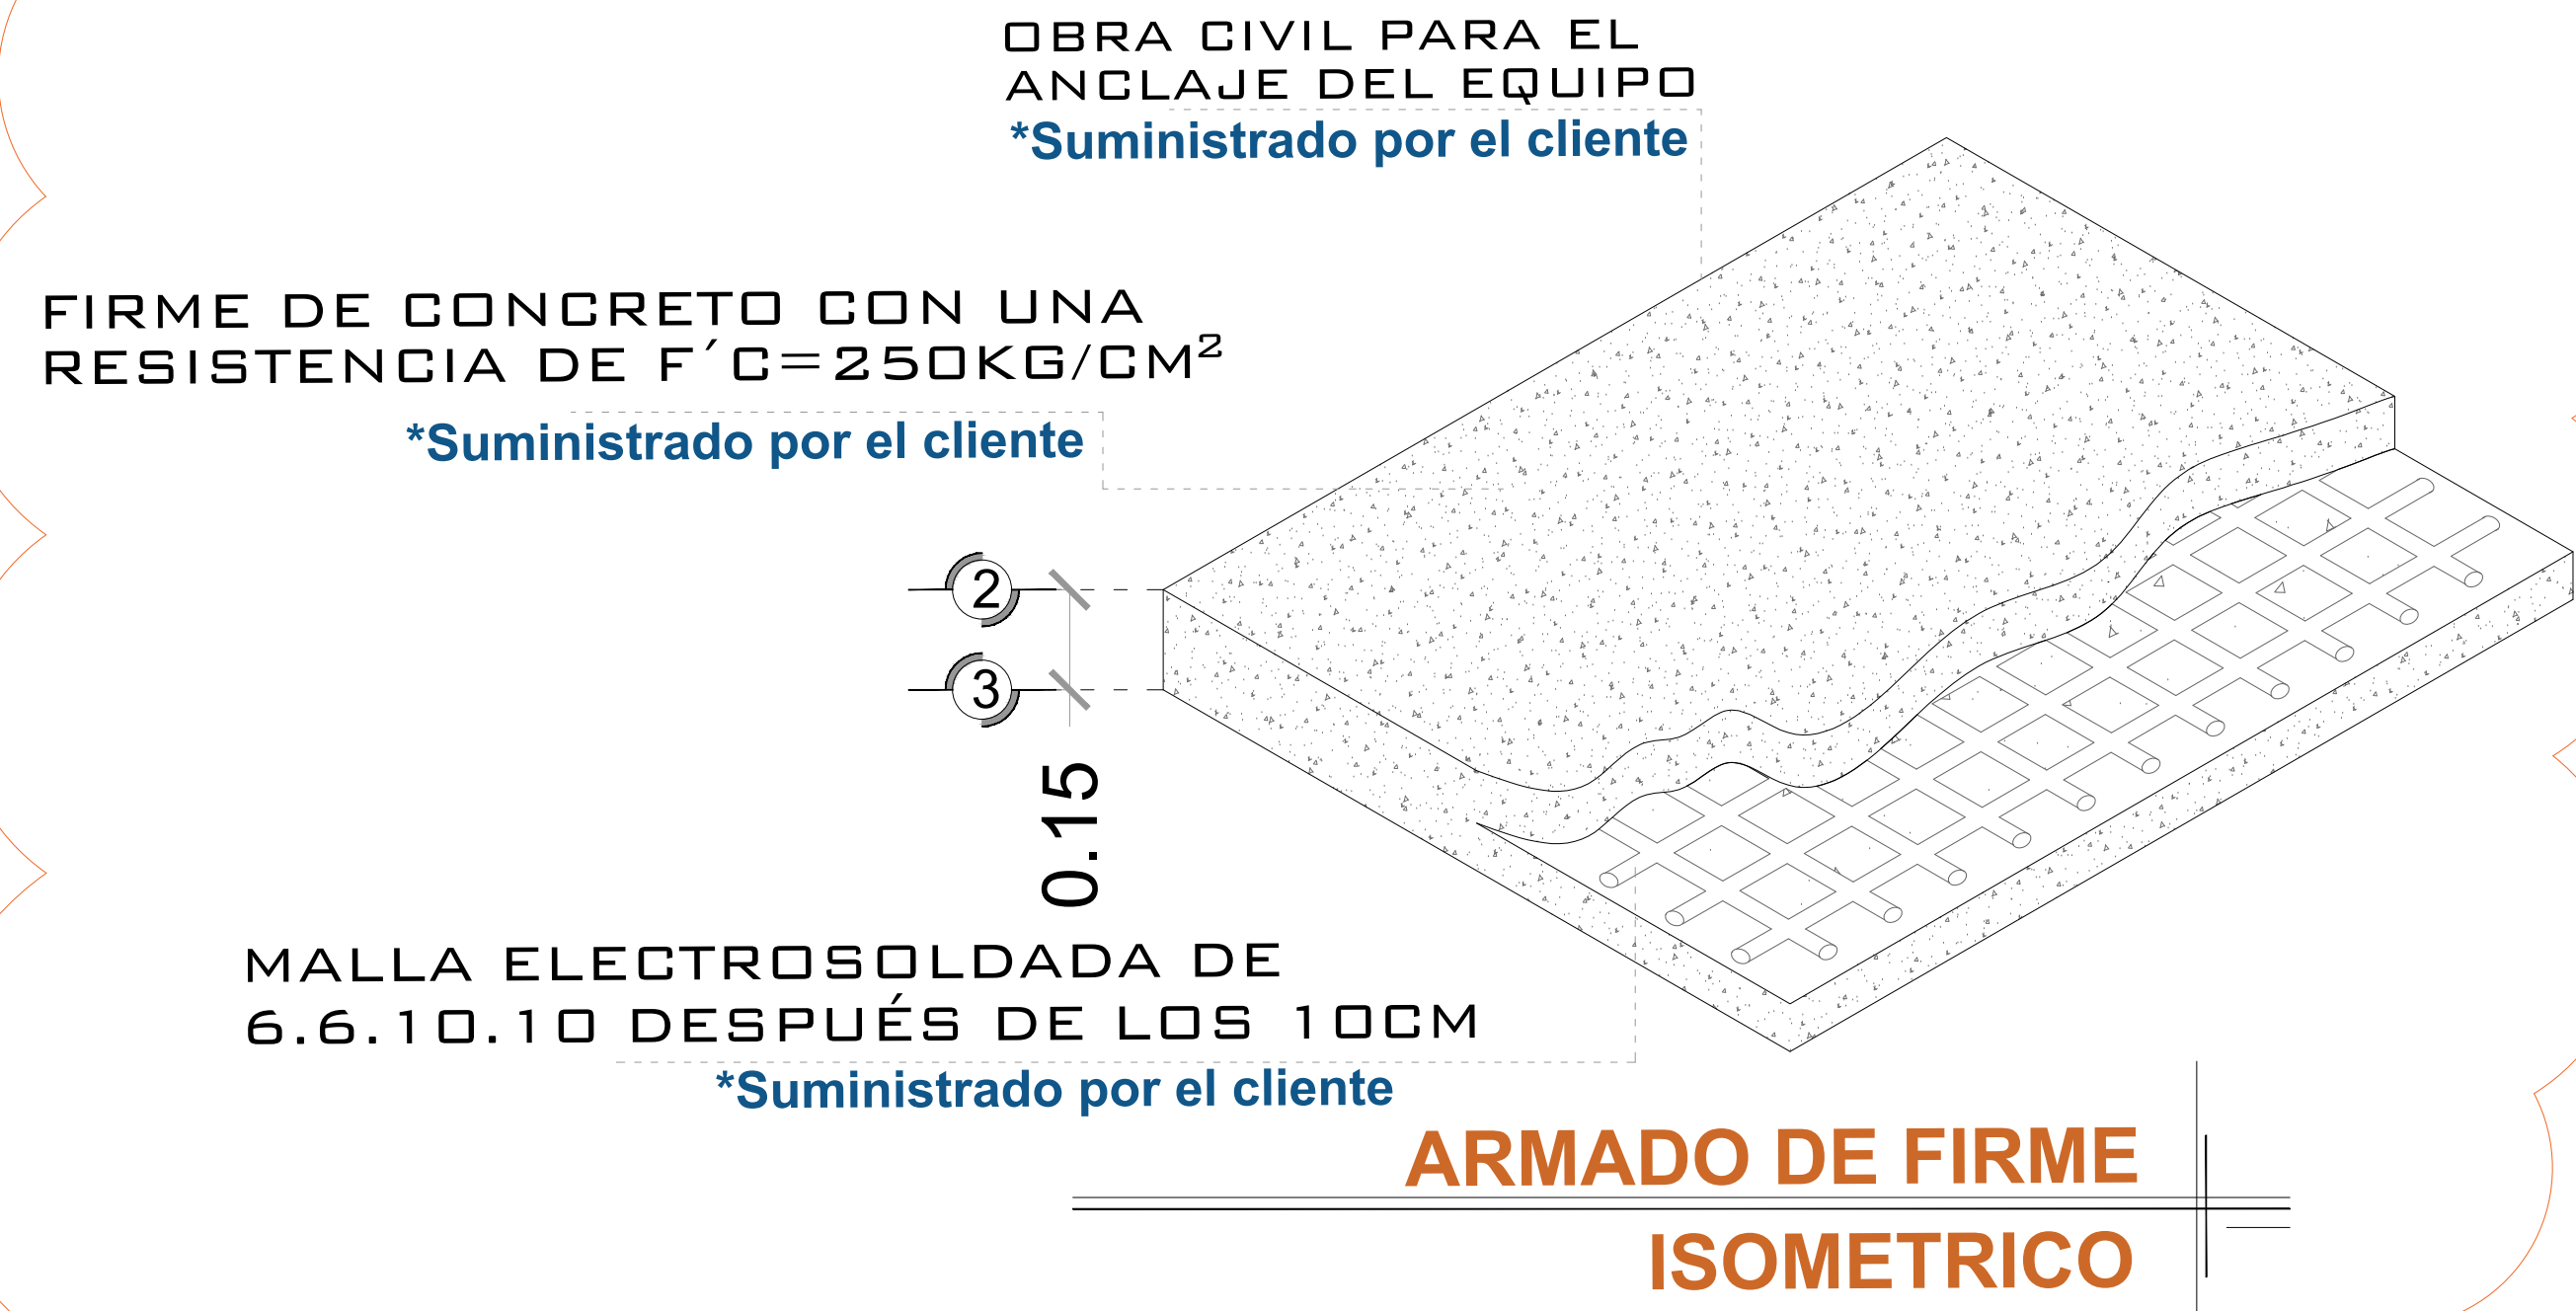 OBRA CIVIL PARA EL
ANCLAJE DEL EQUIPO
*Suministrado por el cliente
FIRME DE CONCRETO CON UNA
RESISTENCIA DE F´C=250KG/CM²
*Suministrado por el cliente
2
3
0.15
MALLA ELECTROSOLDADA DE
6.6.10.10 DESPUÉS DE LOS 10CM
*Suministrado por el cliente
ARMADO DE FIRME
ISOMETRICO